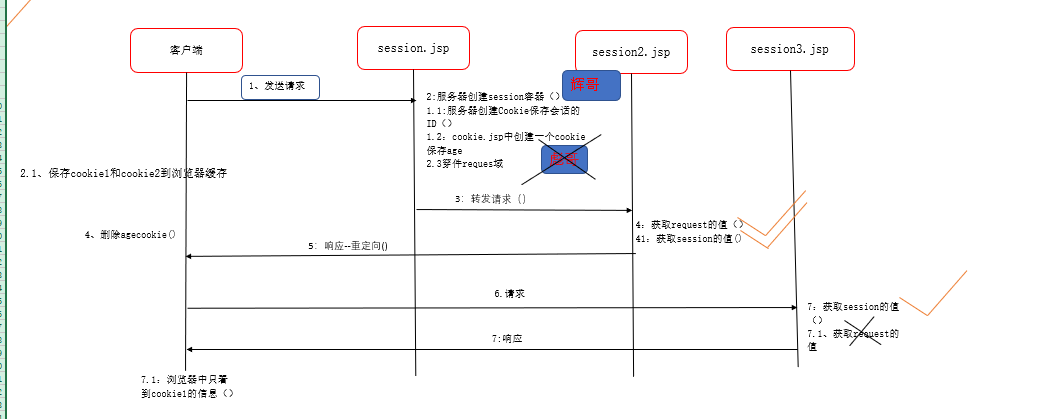 客户端
session.jsp
session2.jsp
session3.jsp
1、发送请求
辉哥
2:服务器创建session容器（）
1.1:服务器创建Cookie保存会话的
ID（）
1.2：cookie.jsp中创建一个cookie
保存age
2.3穿件reques域
2.1、保存cookie1和cookie2到浏览器缓存
3：转发请求（）
4：获取request的值（）
41：获取session的值()
4、删除agecookie()
5：响应--重定向()
6.请求
7：获取session的值
（）
7.1、获取request的
值
7:响应
7.1：浏览器中只看
到cookie1的信息（）